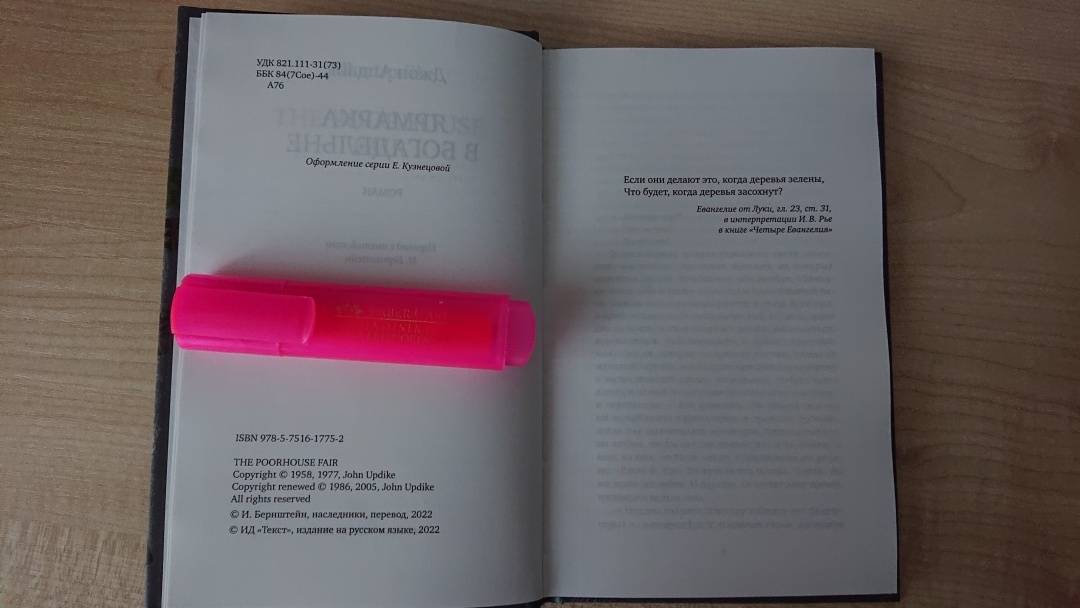 УДК 821.111-31(73)
ББК 84(7Сое)-44
А76
ЯРМАРКА
В БОГАДЕЛЬНЕ
Оформление серии Е. Кузнецовой
РОМАН
ISBN 978-5-7516-1775-2
THE POORHOUSE FAIR
Copyright © 1958, 1977, John Updike
Copyright renewed © 1986, 2005, John Updike
All rights reserved
© И. Бернштейн, наследники, перевод, 2022
© ИД «Текст», издание на русском языке, 2022
Если они делают это, когда деревья зелены,
Что будет, когда деревья засохнут?
Евангелие от Луки, гл. 23, ст. 31,
в интерпретации И. В. Рье
в книге «Четыре Евангелия»